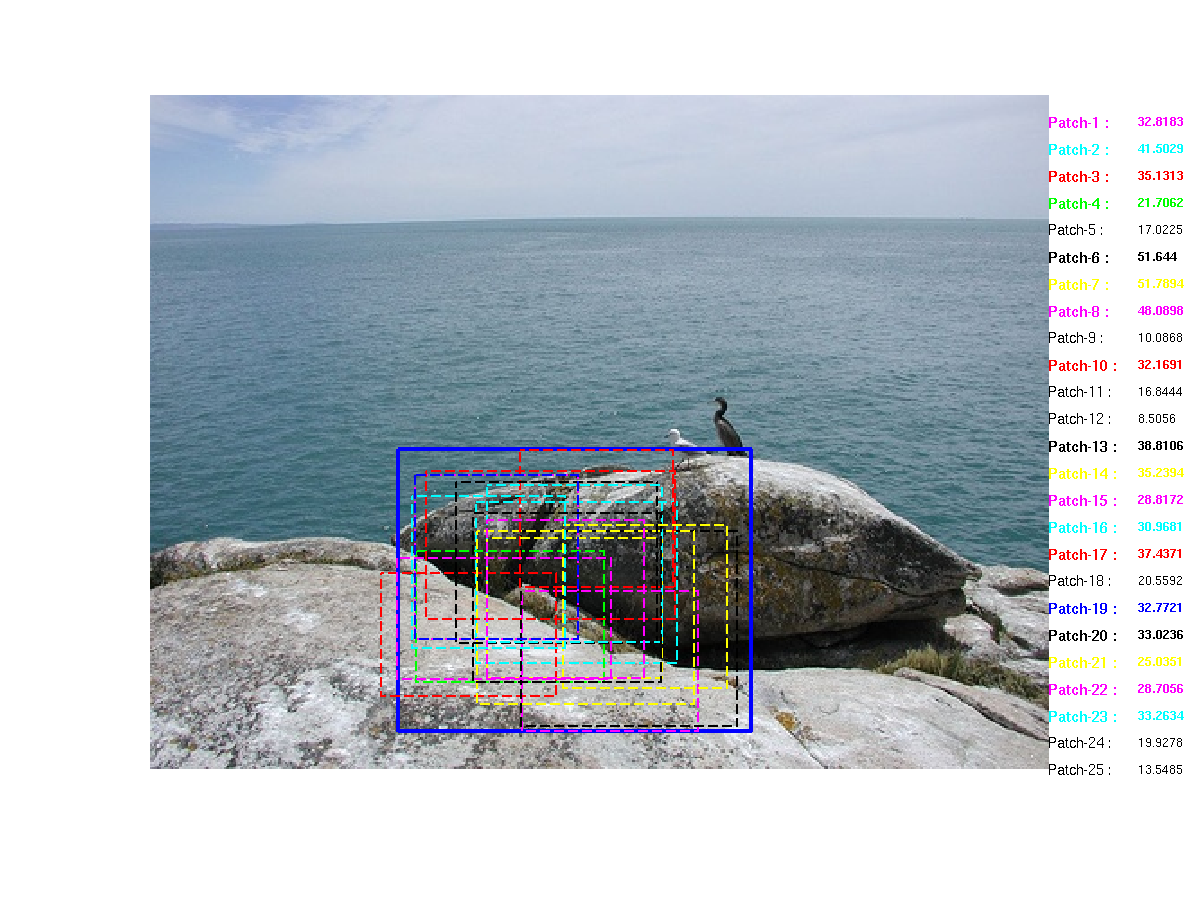 Patch-1 : 32.8183
Patch-2 : 41.5029
Patch-3 : 35.1313
Patch-4 : 21.7062
Patch-5 : 17.0225
Patch-6 : 51.644
Patch-7 : 51.7894
Patch-8 : 48.0898
Patch-9 : 10.0868
Patch-10 : 32.1691
Patch-11 : 16.8444
Patch-12 : 8.5056
Patch-13 : 38.8106
Patch-14 : 35.2394
Patch-15 : 28.8172
Patch-16 : 30.9681
Patch-17 : 37.4371
Patch-18 : 20.5592
Patch-19 : 32.7721
Patch-20 : 33.0236
Patch-21 : 25.0351
Patch-22 : 28.7056
Patch-23 : 33.2634
Patch-24 : 19.9278
Patch-25 : 13.5485